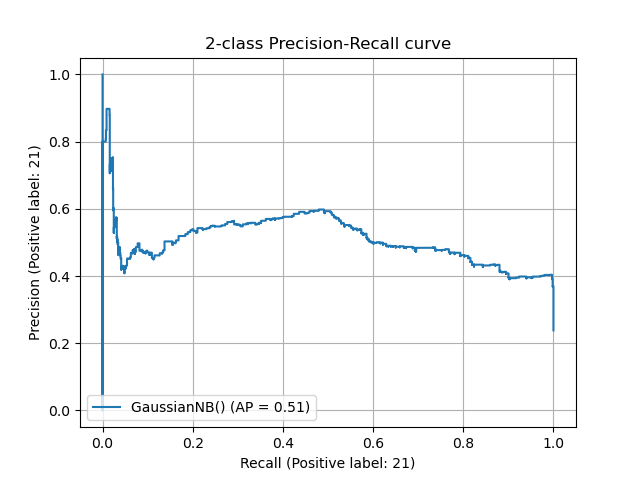 2-class Precision-Recall curve
Precision (Positive label: 21)
1.0
0.8
0.6
0.4
0.2
0.0
GaussianNB() (AP = 0.51)
0.0 0.2 0.4 0.6 0.8 1.0
Recall (Positive label: 21)